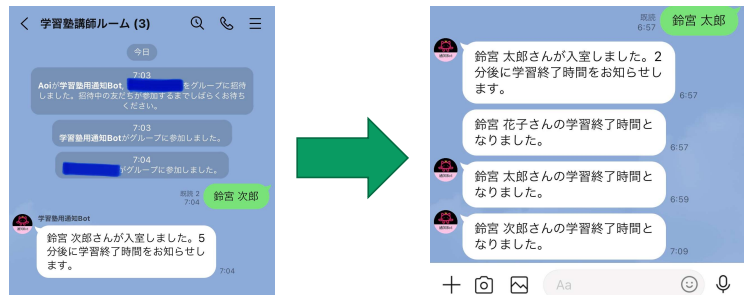 学習塾講師ルーム (3)
今日
7:03
Aoiが学習塾用通知Bot, をグループに招待
しました。招待中の友だちが参加するまでしばらくお待ち
ください。
7:03
学習塾用通知Botがグループに参加しました。
7:04
がグループに参加しました。
既読 2
7:04
鈴宮 次郎
学習塾用通知Bot
鈴宮 次郎さんが入室しました。5
分後に学習終了時間をお知らせし
ます。
7:04
既読
6:57
鈴宮 太郎
鈴宮 太郎さんが入室しました。2
分後に学習終了時間をお知らせし
ます。
6:57
鈴宮 花子さんの学習終了時間と
なりました。
6:57
鈴宮 太郎さんの学習終了時間と
なりました。
6:59
鈴宮 次郎さんの学習終了時間と
なりました。
7:09
Aa